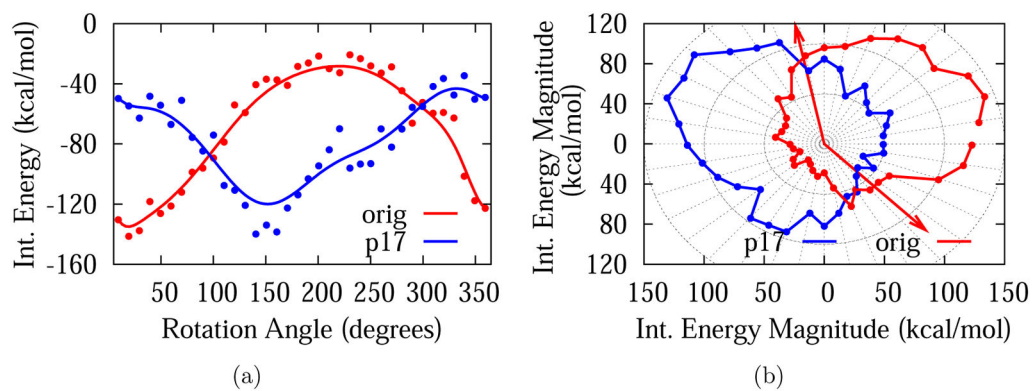 0
-40
-80
-120
-160
Int. Energy (kcal/mol)
orig
p17
50 100 150 200 250 300 350
Rotation Angle (degrees)
(a)
120
80
40
0
40
80
120
Int. Energy Magnitude
(kcal/mol)
p17
orig
150 100 50 0 50 100 150
Int. Energy Magnitude (kcal/mol)
(b)